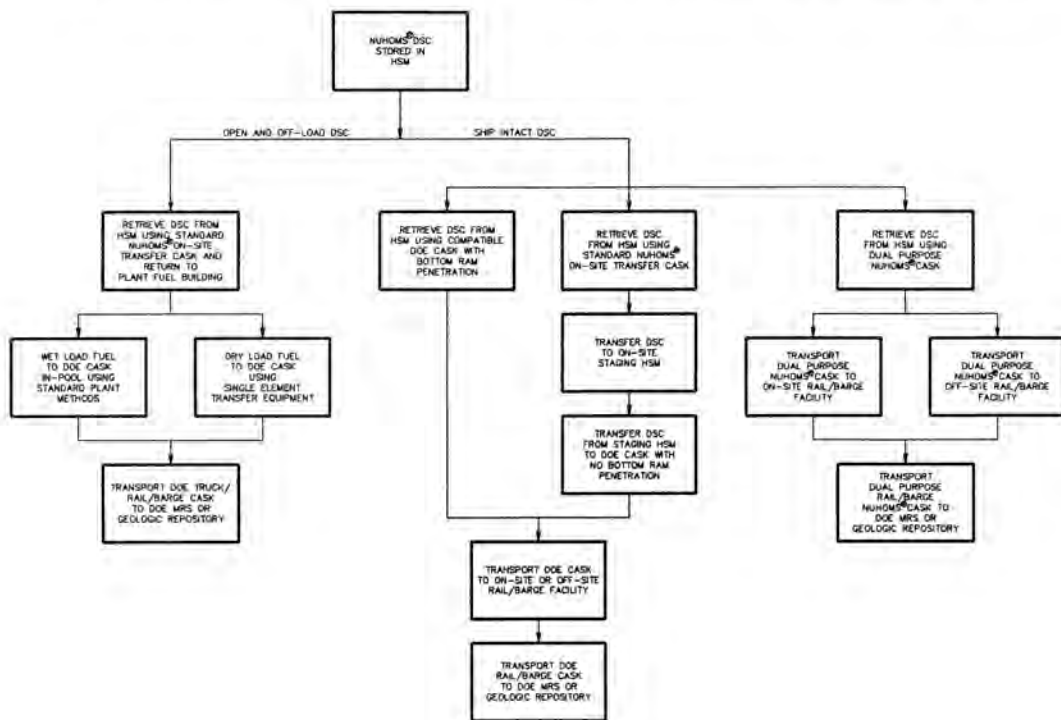 NUHOMS® DSC
STORED IN
HSM
OPEN AND OFF-LOAD DSC
SHIP INTACT DSC
RETRIEVE DSC FROM
HSM USING STANDARD
NUHOMS® ON-SITE
TRANSFER CASK AND
RETURN TO
PLANT FUEL BUILDING
RETRIEVE DSC FROM
HSM USING COMPATIBLE
DOE CASK WITH
BOTTOM RAM
PENETRATION
RETRIEVE DSC
FROM HSM USING
STANDARD NUHOMS®
ON-SITE TRANSFER CASK
RETRIEVE DSC
FROM HSM USING
DUAL PURPOSE
NUHOMS® CASK
WET LOAD FUEL
TO DOE CASK
IN-POOL USING
STANDARD PLANT
METHODS
DRY LOAD FUEL
TO DOE CASK
USING
SINGLE ELEMENT
TRANSFER EQUIPMENT
TRANSFER DSC
TO ON-SITE
STAGING HSM
TRANSPORT
DUAL PURPOSE
NUHOMS® CASK TO
ON-SITE RAIL/BARGE
FACILITY
TRANSPORT
DUAL PURPOSE
NUHOMS® CASK TO
OFF-SITE RAIL/BARGE
FACILITY
TRANSFER DSC
FROM STAGING HSM
TO DOE CASK WITH
NO BOTTOM RAM
PENETRATION
TRANSPORT DOE TRUCK/
RAIL/BARGE CASK
TO DOE MRS OR
GEOLOGIC REPOSITORY
TRANSPORT
DUAL PURPOSE
RAIL/BARGE
NUHOMS® CASK TO
DOE MRS OR
GEOLOGIC REPOSITORY
TRANSPORT DOE CASK
TO ON-SITE OR OFF-SITE
RAIL/BARGE FACILITY
TRANSPORT DOE
RAIL/BARGE CASK
TO DOE MRS OR
GEOLOGIC REPOSITORY